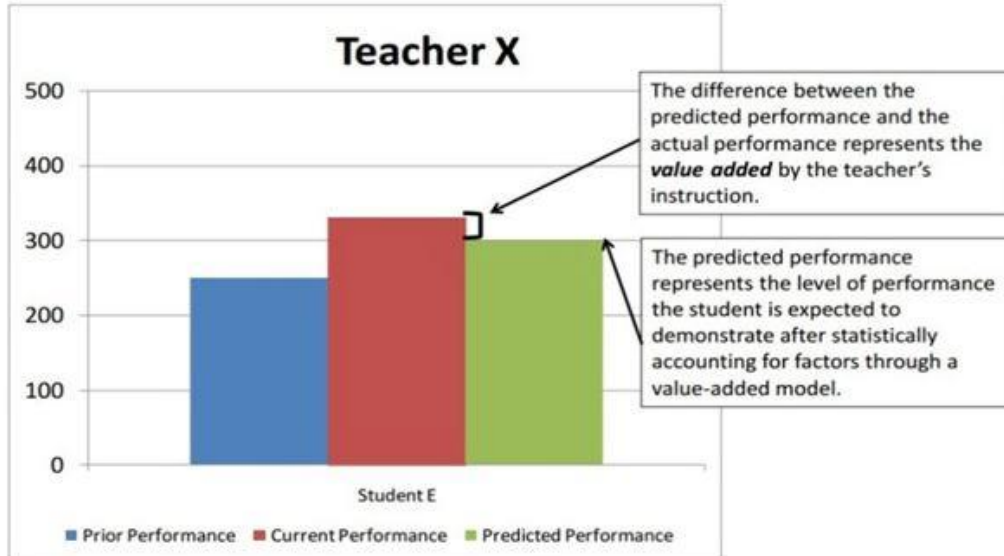 Teacher X
500
400
300
200
100
0
Student E
Prior Performance
Current Performance
Predicted Performance
The difference between the
predicted performance and the
actual performance represents the
value added by the teacher's
instruction.
The predicted performance
represents the level of performance
the student is expected to
demonstrate after statistically
accounting for factors through a
value-added model.